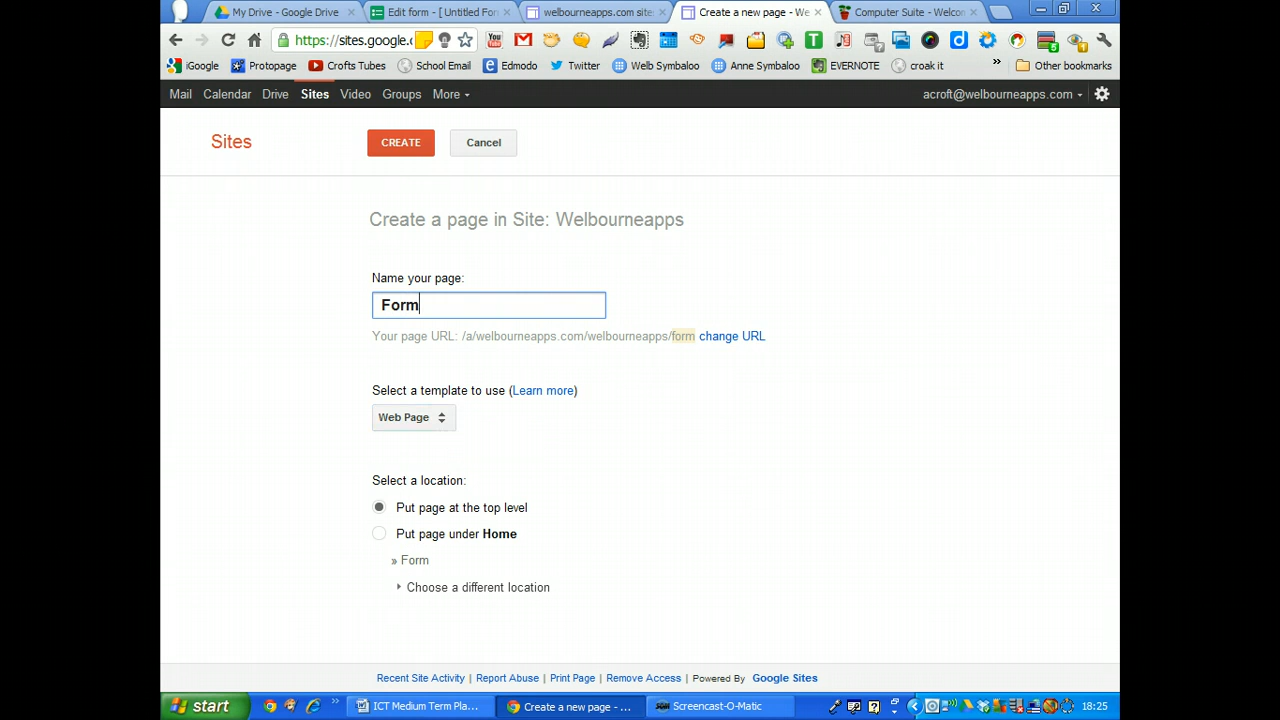 My Drive - Google Drive
Edit form - [ Untitled For
welbourneapps.com site
Create a new page - We
Computer Suite - Welcon
https://sites.google.c
iGoogle
Protopage
Crofts Tubes
School Email
Edmodo
Twitter
Welb Symbaloo
Anne Symbaloo
EVERNOTE
croak it
»
Other bookmarks
Mail Calendar Drive Sites Video Groups More
acroft@welbourneapps.com
Sites
CREATE
Cancel
Create a page in Site: Welbourneapps
Name your page:
Form
Your page URL: /a/welbourneapps.com/welbourneapps/form change URL
Select a template to use (Learn more)
Web Page
Select a location:
Put page at the top level
Put page under Home
» Form
Choose a different location
Recent Site Activity | Report Abuse | Print Page | Remove Access | Powered By Google Sites
start
ICT Medium Term Pla...
Create a new page - ...
Screencast-O-Matic
18:25